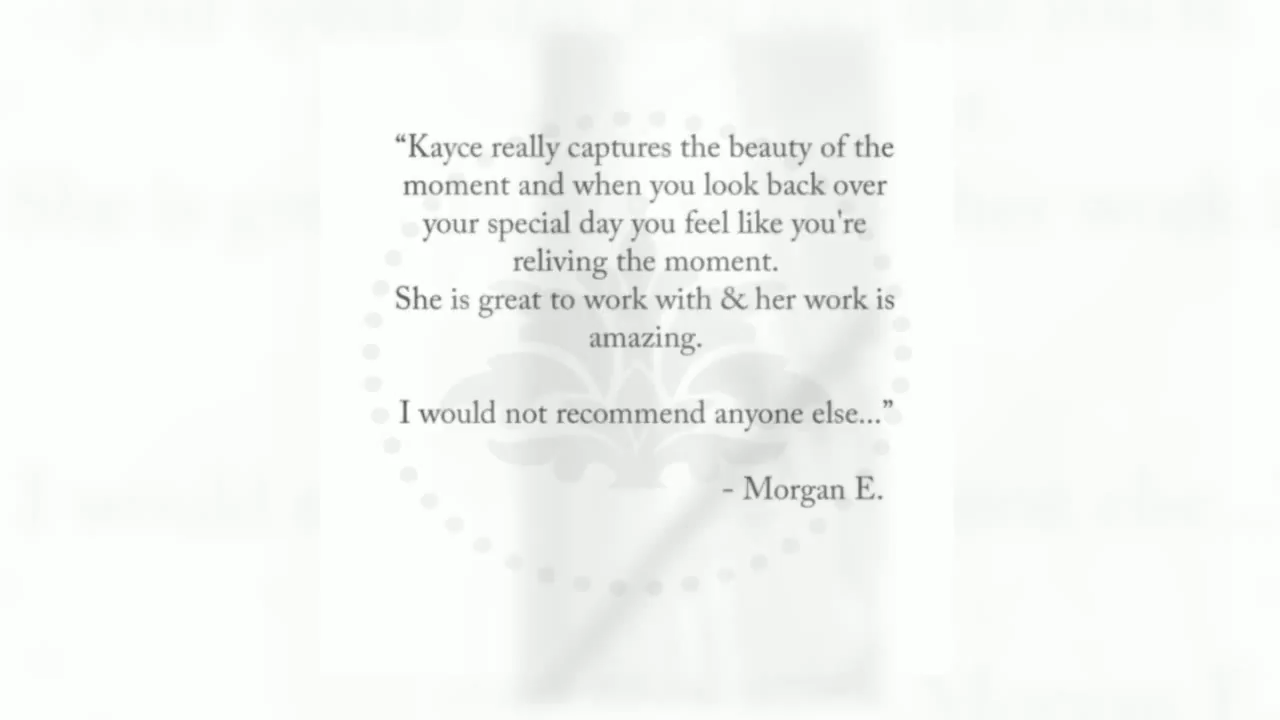 “Kayce really captures the beauty of the
moment and when you look back over
your special day you feel like you're
reliving the moment.
She is great to work with & her work is
amazing.
I would not recommend anyone else...”
- Morgan E.